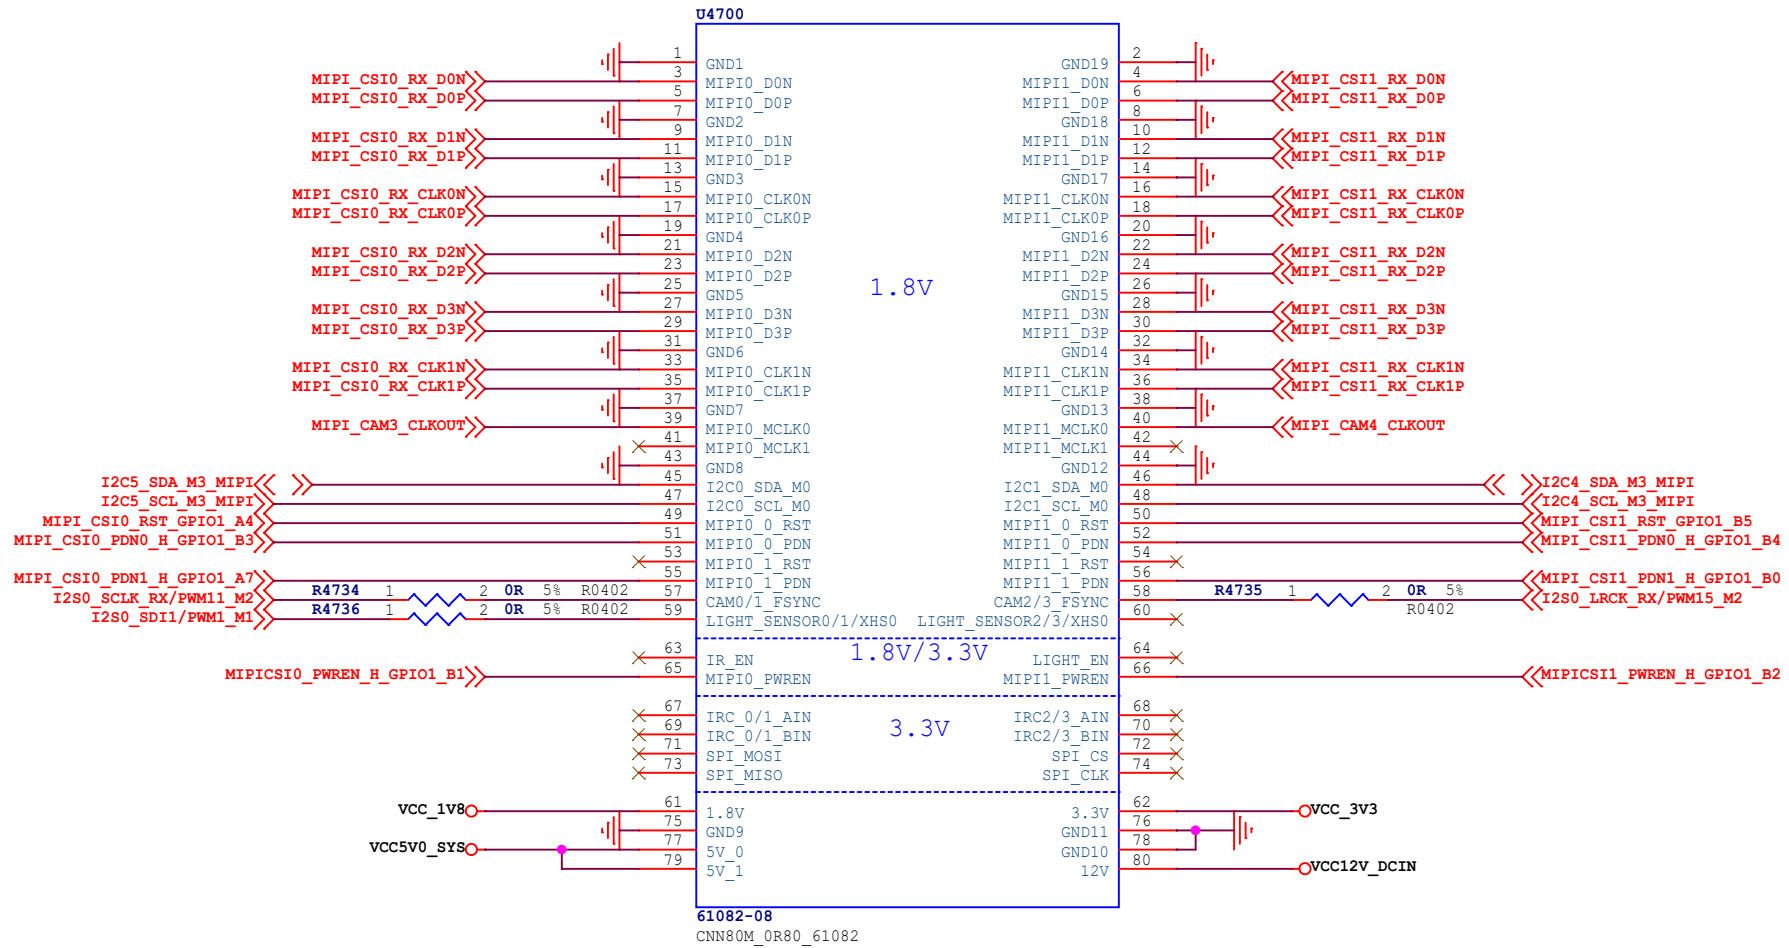 U4700
1 GND1 GND19 2
MIPI_CSI0_RX_D0N 3 MIPI0_D0N MIPI1_D0N 4 MIPI_CSI1_RX_D0N
MIPI_CSI0_RX_D0P 5 MIPI0_D0P MIPI1_D0P 6 MIPI_CSI1_RX_D0P
7 GND2 GND18 8
MIPI_CSI0_RX_D1N 9 MIPI0_D1N MIPI1_D1N 10 MIPI_CSI1_RX_D1N
MIPI_CSI0_RX_D1P 11 MIPI0_D1P MIPI1_D1P 12 MIPI_CSI1_RX_D1P
13 GND3 GND17 14
MIPI_CSI0_RX_CLK0N 15 MIPI0_CLK0N MIPI1_CLK0N 16 MIPI_CSI1_RX_CLK0N
MIPI_CSI0_RX_CLK0P 17 MIPI0_CLK0P MIPI1_CLK0P 18 MIPI_CSI1_RX_CLK0P
19 GND4 GND16 20
MIPI_CSI0_RX_D2N 21 MIPI0_D2N MIPI1_D2N 22 MIPI_CSI1_RX_D2N
MIPI_CSI0_RX_D2P 23 MIPI0_D2P MIPI1_D2P 24 MIPI_CSI1_RX_D2P
1.8V
25 GND5 GND15 26
MIPI_CSI0_RX_D3N 27 MIPI0_D3N MIPI1_D3N 28 MIPI_CSI1_RX_D3N
MIPI_CSI0_RX_D3P 29 MIPI0_D3P MIPI1_D3P 30 MIPI_CSI1_RX_D3P
31 GND6 GND14 32
MIPI_CSI0_RX_CLK1N 33 MIPI0_CLK1N MIPI1_CLK1N 34 MIPI_CSI1_RX_CLK1N
MIPI_CSI0_RX_CLK1P 35 MIPI0_CLK1P MIPI1_CLK1P 36 MIPI_CSI1_RX_CLK1P
37 GND7 GND13 38
MIPI_CAM3_CLKOUT 39 MIPI0_MCLK0 MIPI1_MCLK0 40 MIPI_CAM4_CLKOUT
41 MIPI0_MCLK1 MIPI1_MCLK1 42
43 GND8 GND12 44
I2C5_SDA_M3_MIPI 45 I2C0_SDA_M0 I2C1_SDA_M0 46 I2C4_SDA_M3_MIPI
I2C5_SCL_M3_MIPI 47 I2C0_SCL_M0 I2C1_SCL_M0 48 I2C4_SCL_M3_MIPI
MIPI_CSI0_RST_GPIO1_A4 49 MIPI0_0_RST MIPI1_0_RST 50 MIPI_CSI1_RST_GPIO1_B5
MIPI_CSI0_PDN0_H_GPIO1_B3 51 MIPI0_0_PDN MIPI1_0_PDN 52 MIPI_CSI1_PDN0_H_GPIO1_B4
53 MIPI0_1_RST MIPI1_1_RST 54
MIPI_CSI0_PDN1_H_GPIO1_A7 55 MIPI0_1_PDN MIPI1_1_PDN 56 MIPI_CSI1_PDN1_H_GPIO1_B0
I2S0_SCLK_RX/PWM11_M2 R4734 1 2 0R 5% R0402 57 CAM0/1_FSYNC CAM2/3_FSYNC 58 R4735 1 2 0R 5% R0402 I2S0_LRCK_RX/PWM15_M2
I2S0_SDI1/PWM1_M1 R4736 1 2 0R 5% R0402 59 LIGHT_SENSOR0/1/XHS0 LIGHT_SENSOR2/3/XHS0 60
1.8V/3.3V
63 IR_EN LIGHT_EN 64
MIPICSI0_PWREN_H_GPIO1_B1 65 MIPI0_PWREN MIPI1_PWREN 66 MIPICSI1_PWREN_H_GPIO1_B2
67 IRC_0/1_AIN IRC2/3_AIN 68
3.3V
69 IRC_0/1_BIN IRC2/3_BIN 70
71 SPI_MOSI SPI_CS 72
73 SPI_MISO SPI_CLK 74
VCC_1V8 61 1.8V 3.3V 62 VCC_3V3
75 GND9 GND11 76
VCC5V0_SYS 77 5V_0 GND10 78
79 5V_1 12V 80 VCC12V_DCIN
61082-08
CNN80M_0R80_61082